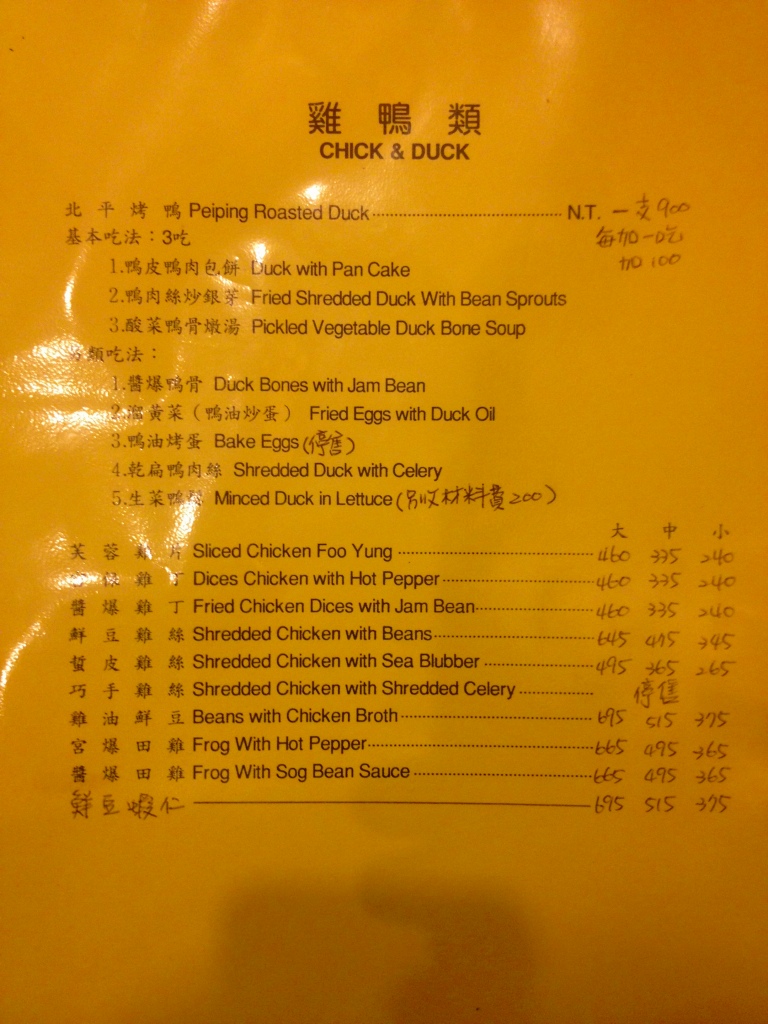 雞 鴨 類
CHICK & DUCK
北 平 烤 鴨 Peiping Roasted Duck N.T. 一支900
基本吃法：3吃 每加一吃
加100
1.鴨皮鴨肉包餅 Duck with Pan Cake
2.鴨肉絲炒銀芽 Fried Shredded Duck With Bean Sprouts
3.酸菜鴨骨燉湯 Pickled Vegetable Duck Bone Soup
類吃法：
1.醬爆鴨骨 Duck Bones with Jam Bean
2.溜黃菜（鴨油炒蛋） Fried Eggs with Duck Oil
3.鴨油烤蛋 Bake Eggs (停售)
4.乾扁鴨肉絲 Shredded Duck with Celery
5.生菜鴨 Minced Duck in Lettuce (另收材料費200)
大 中 小
芙 蓉 雞 片 Sliced Chicken Foo Yung 460 335 240
雞 丁 Dices Chicken with Hot Pepper 460 335 240
醬 爆 雞 丁 Fried Chicken Dices with Jam Bean 460 335 240
鮮 豆 雞 絲 Shredded Chicken with Beans 645 475 345
蜇 皮 雞 絲 Shredded Chicken with Sea Blubber 495 365 265
巧 手 雞 絲 Shredded Chicken with Shredded Celery 停售
雞 油 鮮 豆 Beans with Chicken Broth 695 515 375
宮 爆 田 雞 Frog With Hot Pepper 665 495 365
醬 爆 田 雞 Frog With Sog Bean Sauce 665 495 365
鮮豆蝦仁 695 515 375